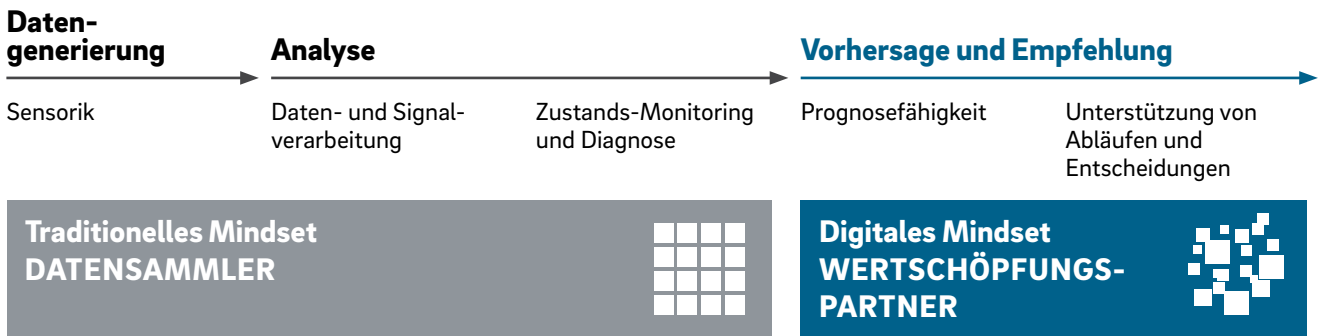 Daten-
generierung
Analyse
Vorhersage und Empfehlung
Sensorik
Daten- und Signal-
verarbeitung
Zustands-Monitoring
und Diagnose
Prognosefähigkeit
Unterstützung von
Abläufen und
Entscheidungen
Traditionelles Mindset
DATENSAMMLER
Digitales Mindset
WERTSCHÖPFUNGS-
PARTNER